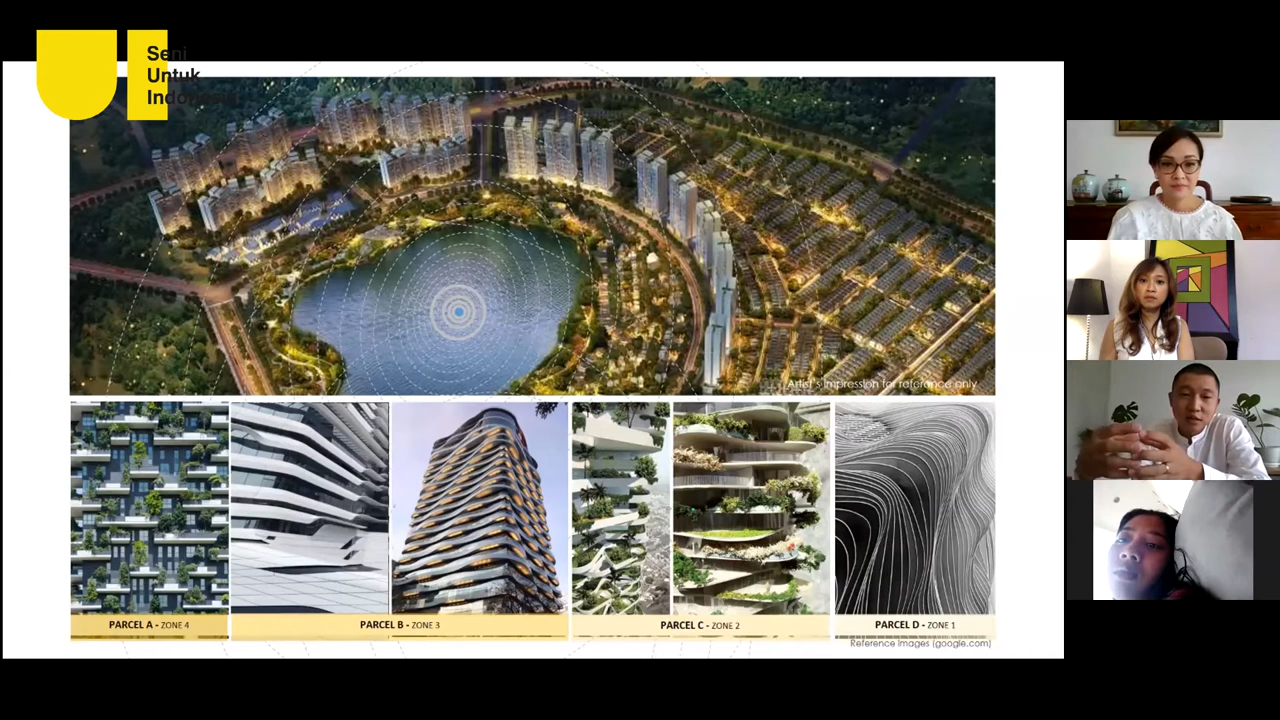 Seni
Untuk
Artist's impression for reference only
PARCEL A - ZONE 4
PARCEL B - ZONE 3
PARCEL C - ZONE 2
PARCEL D - ZONE 1
Reference images (google.com)